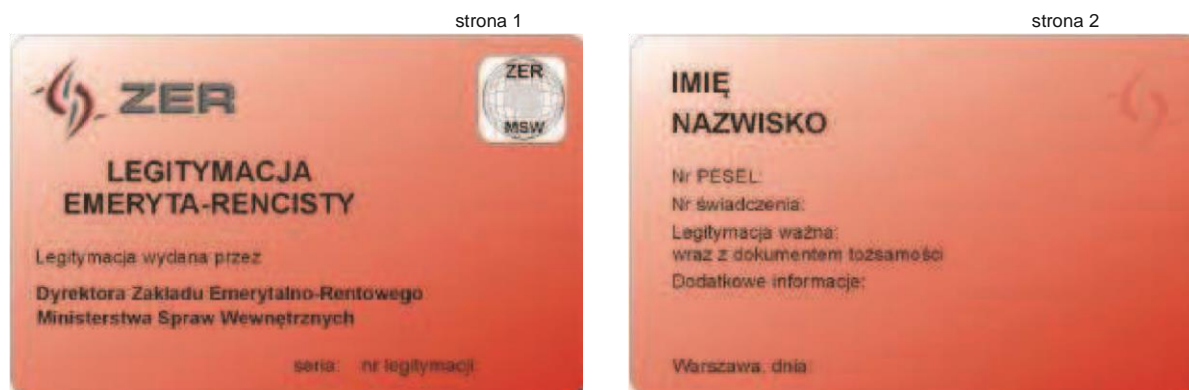 strona 1
ZER
ZER
MSW
LEGITYMACJA
EMERYTA-RENCISTY
Legitymacja wydana przez
Dyrektora Zakładu Emerytalno-Rentowego
Ministerstwa Spraw Wewnętrznych
seria: nr legitymacji:
strona 2
IMIĘ
NAZWISKO
Nr PESEL:
Nr świadczenia:
Legitymacja ważna:
wraz z dokumentem tożsamości
Dodatkowe informacje:
Warszawa, dnia: